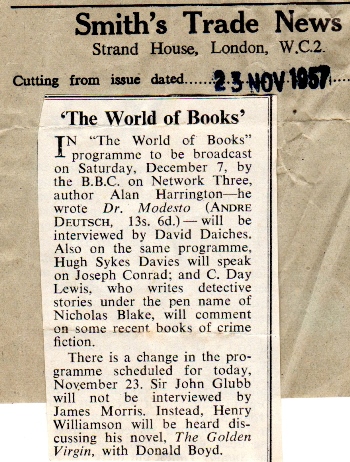 Smith's Trade News
Strand House, London, W.C.2.
Cutting from issue dated......23 NOV 1957....
'The World of Books'
IN "The World of Books"
programme to be broadcast
on Saturday, December 7, by
the B.B.C. on Network Three,
author Alan Harrington—he
wrote Dr. Modesto (ANDRE
DEUTSCH, 13s. 6d.)—will be
interviewed by David Daiches.
Also on the same programme,
Hugh Sykes Davies will speak
on Joseph Conrad; and C. Day
Lewis, who writes detective
stories under the pen name of
Nicholas Blake, will comment
on some recent books of crime
fiction.
There is a change in the pro-
gramme scheduled for today,
November 23. Sir John Glubb
will not be interviewed by
James Morris. Instead, Henry
Williamson will be heard dis-
cussing his novel, The Golden
Virgin, with Donald Boyd.